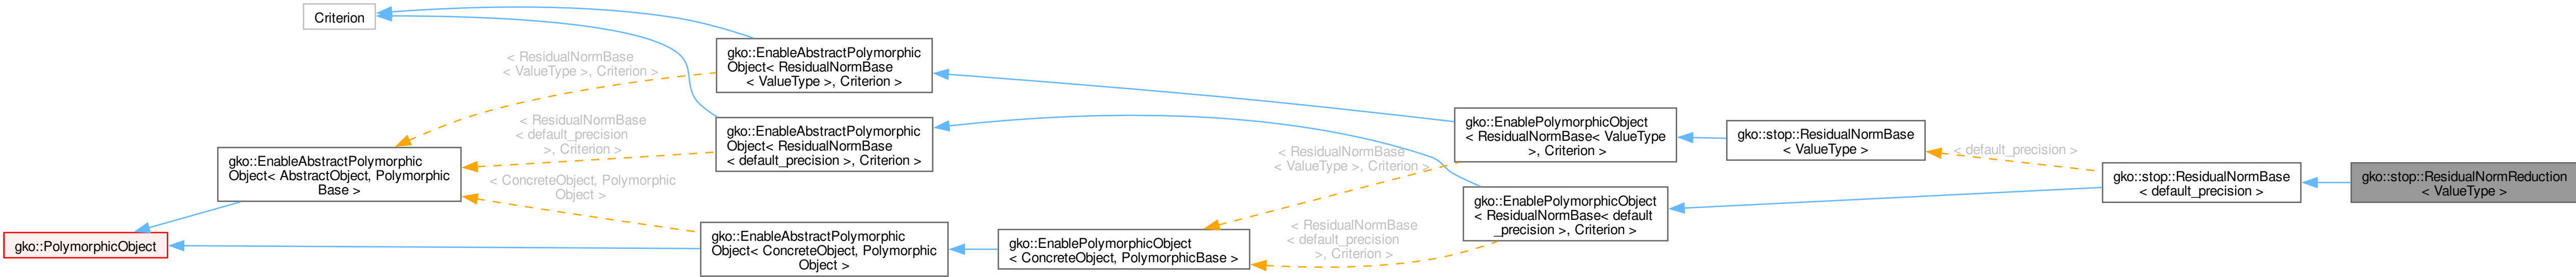 Criterion
gko::EnableAbstractPolymorphic
Object< ResidualNormBase
< ValueType >, Criterion >
< ResidualNormBase
< ValueType >, Criterion >
gko::EnableAbstractPolymorphic
Object< ResidualNormBase
< default_precision >, Criterion >
< ResidualNormBase
< default_precision
>, Criterion >
gko::EnableAbstractPolymorphic
Object< AbstractObject, Polymorphic
Base >
< ConcreteObject, Polymorphic
Object >
gko::PolymorphicObject
gko::EnableAbstractPolymorphic
Object< ConcreteObject, Polymorphic
Object >
gko::EnablePolymorphicObject
< ConcreteObject, PolymorphicBase >
< ResidualNormBase
< ValueType >, Criterion >
< ResidualNormBase
< default_precision
>, Criterion >
gko::EnablePolymorphicObject
< ResidualNormBase< ValueType
>, Criterion >
gko::EnablePolymorphicObject
< ResidualNormBase< default
_precision >, Criterion >
gko::stop::ResidualNormBase
< ValueType >
< default_precision >
gko::stop::ResidualNormBase
< default_precision >
gko::stop::ResidualNormReduction
< ValueType >